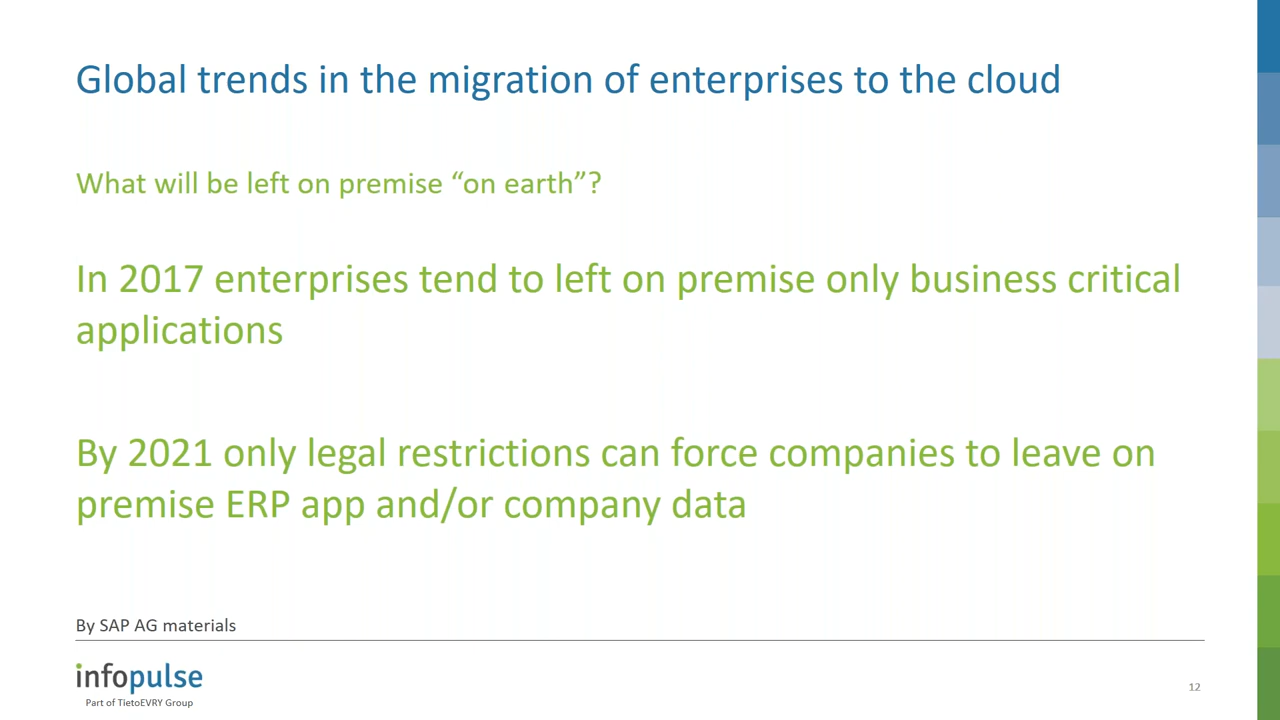 Global trends in the migration of enterprises to the cloud
What will be left on premise “on earth”?
In 2017 enterprises tend to left on premise only business critical
applications
By 2021 only legal restrictions can force companies to leave on
premise ERP app and/or company data
By SAP AG materials
infopulse
Part of TietoEVRY Group
12